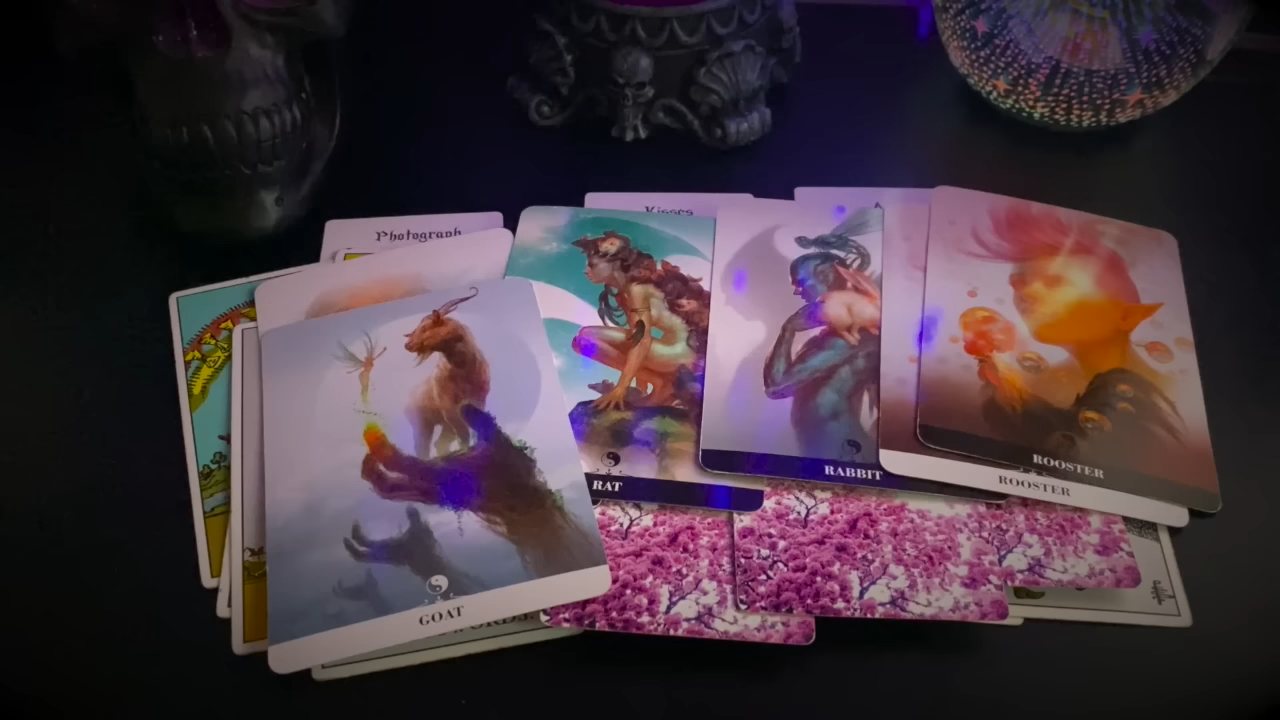 Photograph
Kisses
RAT
RABBIT
ROOSTER
ROOSTER
GOAT